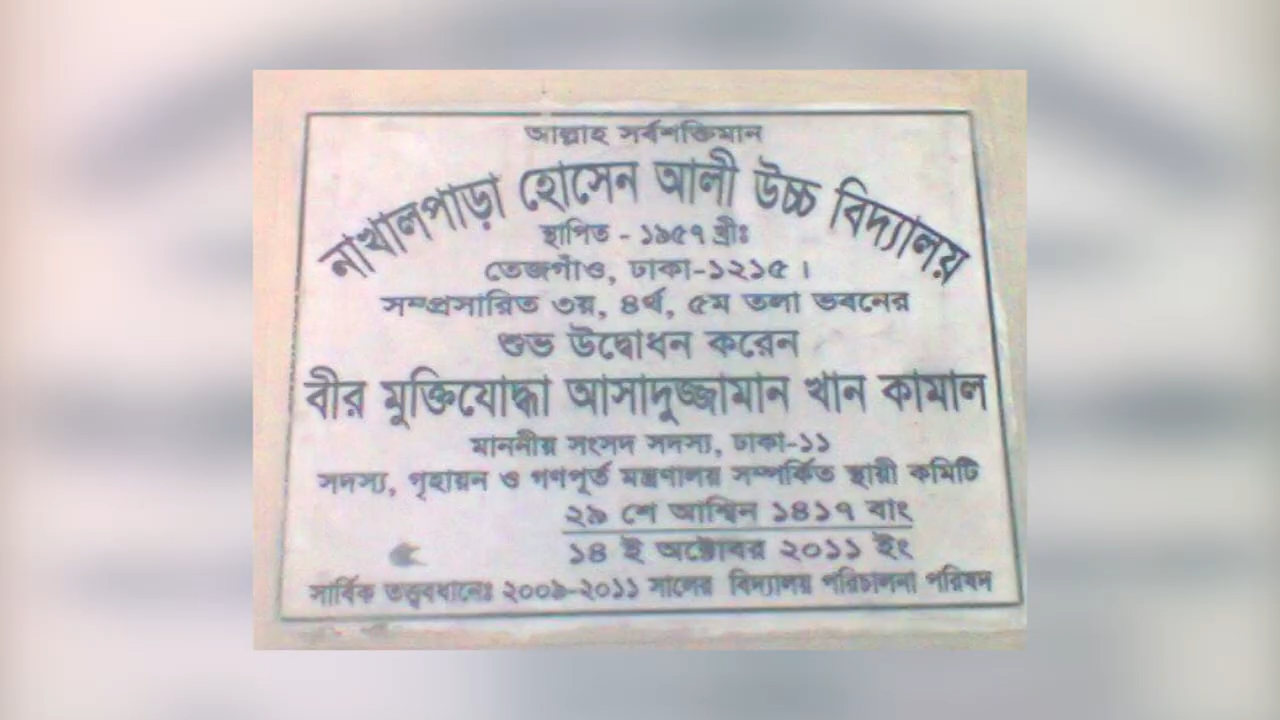 আল্লাহ সর্বশক্তিমান
নাখালপাড়া হোসেন আলী উচ্চ বিদ্যালয়
স্থাপিত - ১৯৫৭ খ্রীঃ
তেজগাঁও, ঢাকা-১২১৫।
সম্প্রসারিত ৩য়, ৪র্থ, ৫ম তলা ভবনের
শুভ উদ্বোধন করেন
বীর মুক্তিযোদ্ধা আসাদুজ্জামান খান কামাল
মাননীয় সংসদ সদস্য, ঢাকা-১১
সদস্য, গৃহায়ন ও গণপূর্ত মন্ত্রণালয় সম্পর্কিত স্থায়ী কমিটি
২৯ শে আশ্বিন ১৪১৭ বাং
১৪ ই অক্টোবর ২০১১ ইং
সার্বিক তত্ত্ববধানেঃ ২০০৯-২০১১ সালের বিদ্যালয় পরিচালনা পরিষদ